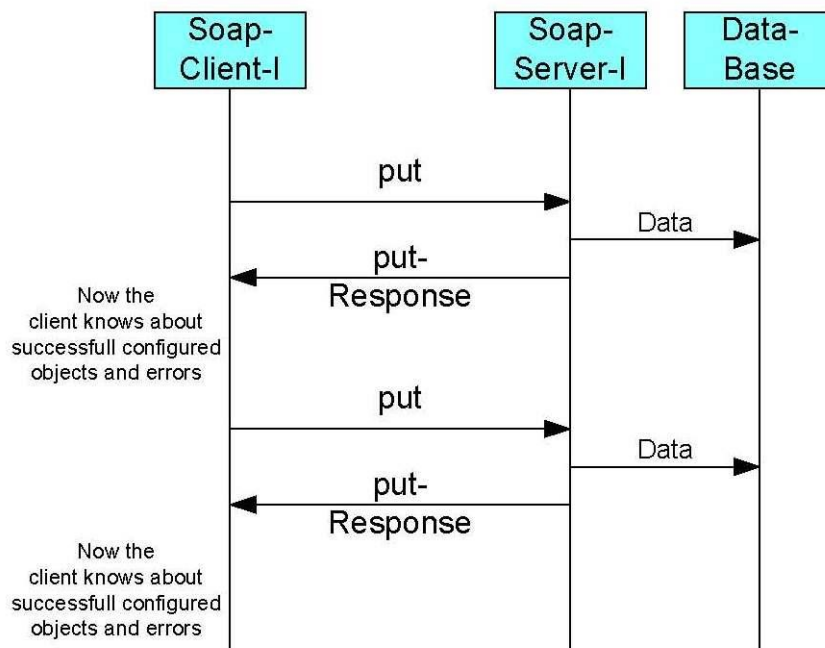 Soap-
Client-I
Soap-
Server-I
Data-
Base
put
Data
put-
Response
Now the
client knows about
successfull configured
objects and errors
put
Data
put-
Response
Now the
client knows about
successfull configured
objects and errors